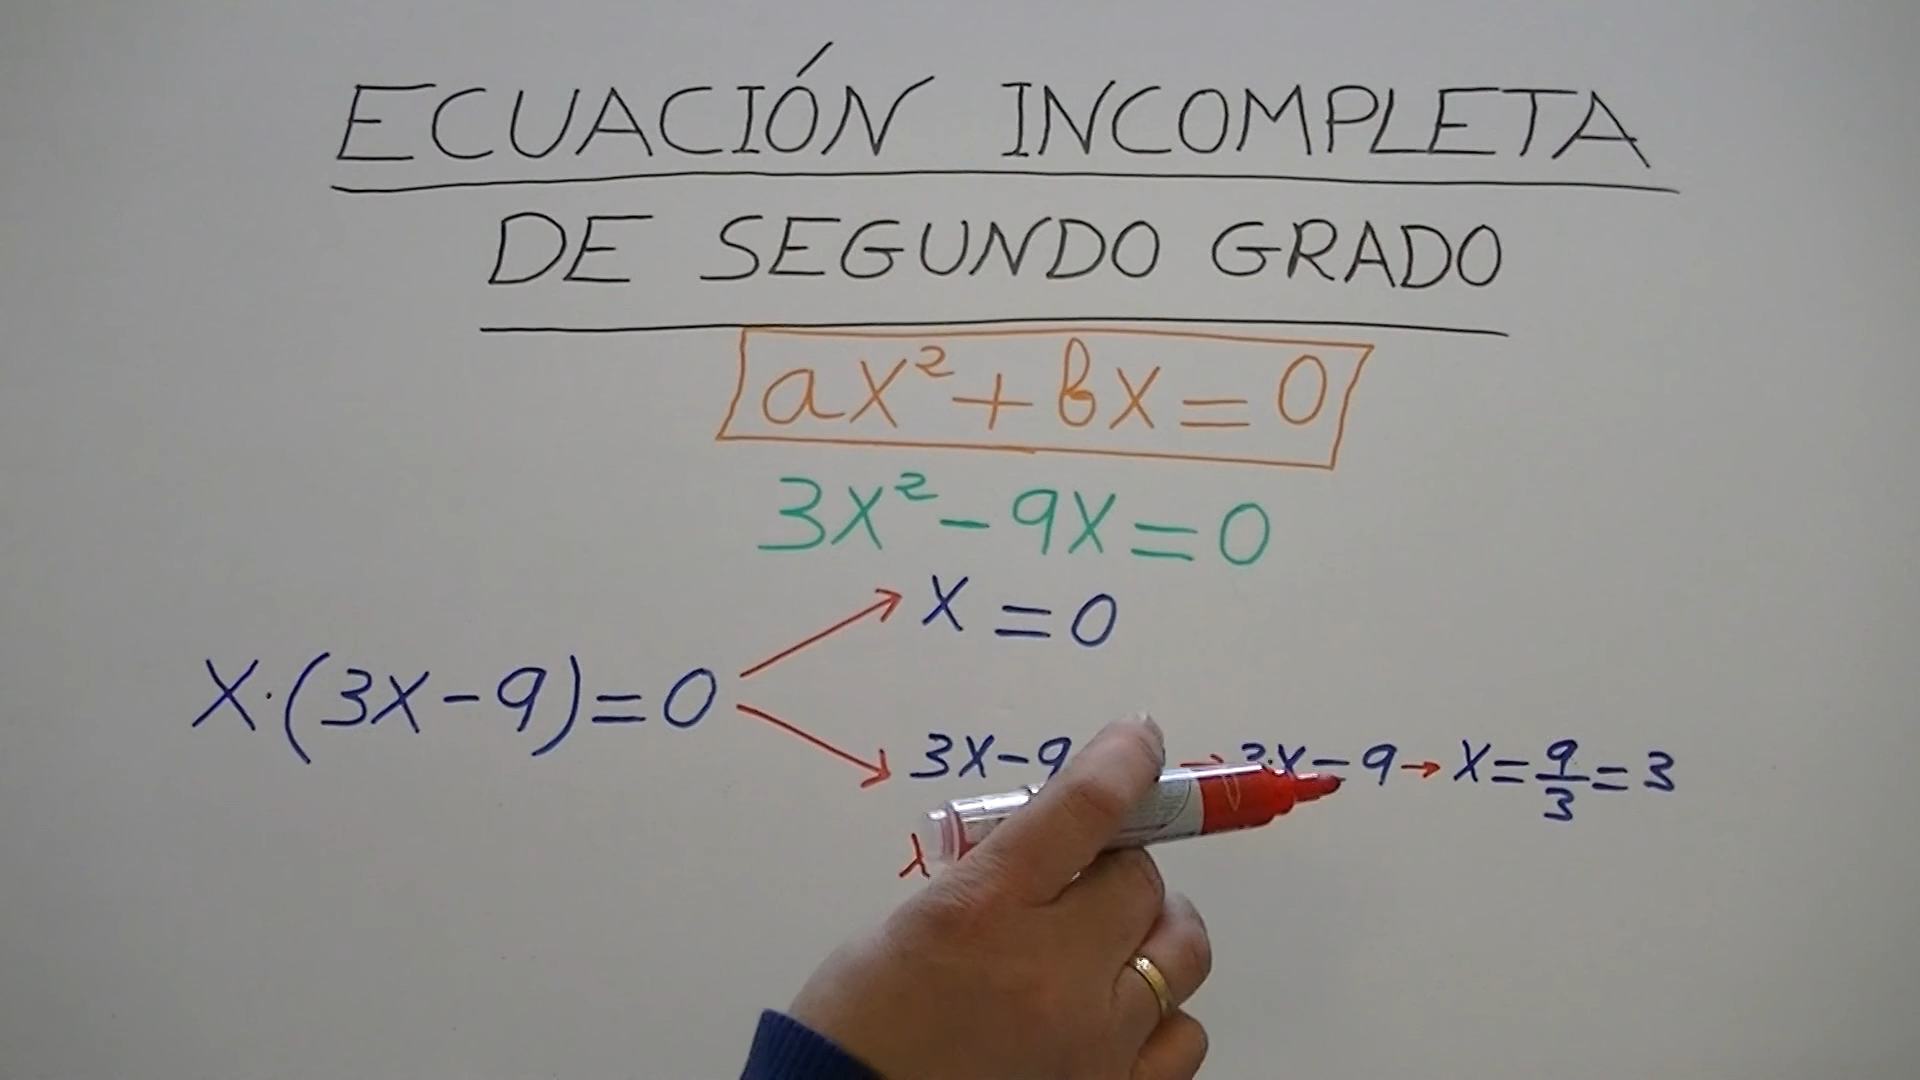 ECUACIÓN INCOMPLETA
DE SEGUNDO GRADO
ax² + bx = 0
3x² - 9x = 0
x = 0
x·(3x-9)=0
3x-9 → 3·x=9 → x = 9/3 = 3